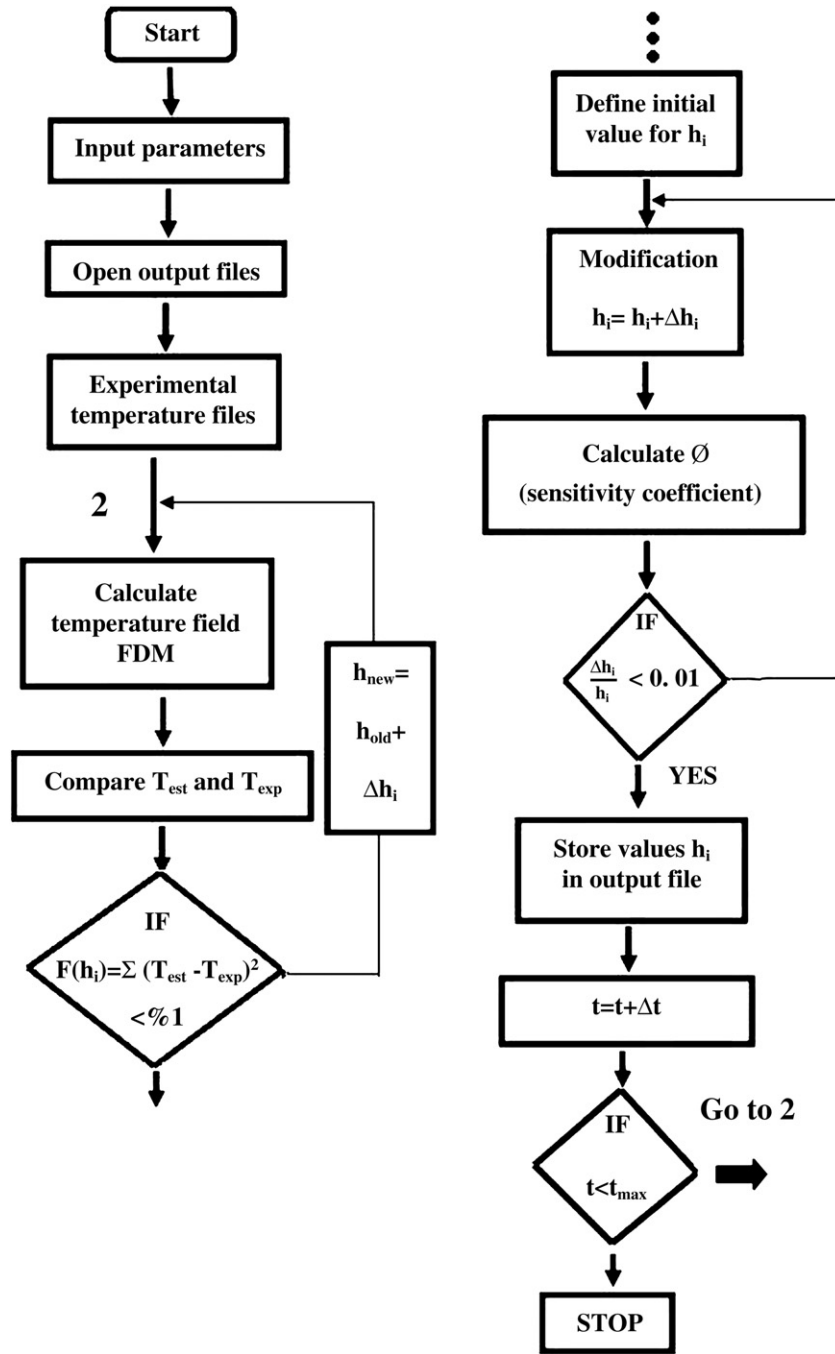 Start
Input parameters
Open output files
Experimental
temperature files
2
Calculate
temperature field
FDM
h_new=
h_old+
Δh_i
Compare T_est and T_exp
IF
F(h_i)=Σ (T_est -T_exp)²
<%1
Define initial
value for h_i
Modification
h_i= h_i+Δh_i
Calculate Ø
(sensitivity coefficient)
IF
Δh_i/h_i < 0. 01
YES
Store values h_i
in output file
t=t+Δt
IF
t<t_max
Go to 2
STOP